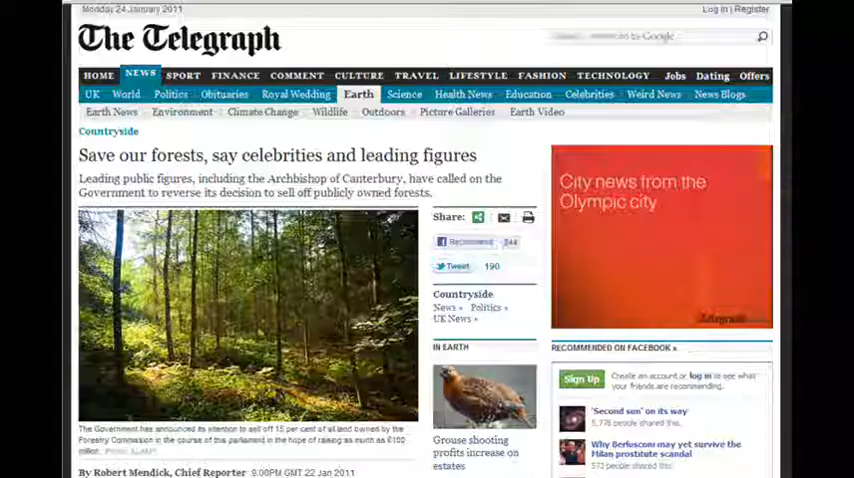 Monday 24 January 2011
Log in | Register
The Telegraph
by Google
HOME NEWS SPORT FINANCE COMMENT CULTURE TRAVEL LIFESTYLE FASHION TECHNOLOGY Jobs Dating Offers
UK World Politics Obituaries Royal Wedding Earth Science Health News Education Celebrities Weird News News Blogs
Earth News Environment Climate Change Wildlife Outdoors Picture Galleries Earth Video
Countryside
Save our forests, say celebrities and leading figures
Leading public figures, including the Archbishop of Canterbury, have called on the
Government to reverse its decision to sell off publicly owned forests.
The Government has announced its intention to sell off 15 per cent of all land owned by the
Forestry Commission in the course of this parliament in the hope of raising as much as £100
million
By Robert Mendick, Chief Reporter 9:00PM GMT 22 Jan 2011
Share:
Recommend 344
Tweet 190
Countryside
News » Politics »
UK News »
IN EARTH
Grouse shooting
profits increase on
estates
City news from the
Olympic city
Telegraph
RECOMMENDED ON FACEBOOK »
Sign Up
Create an account or log in to see what
your friends are recommending.
'Second sun' on its way
5,776 people shared this.
Why Berlusconi may yet survive the
Milan prostitute scandal
572 people shared this.